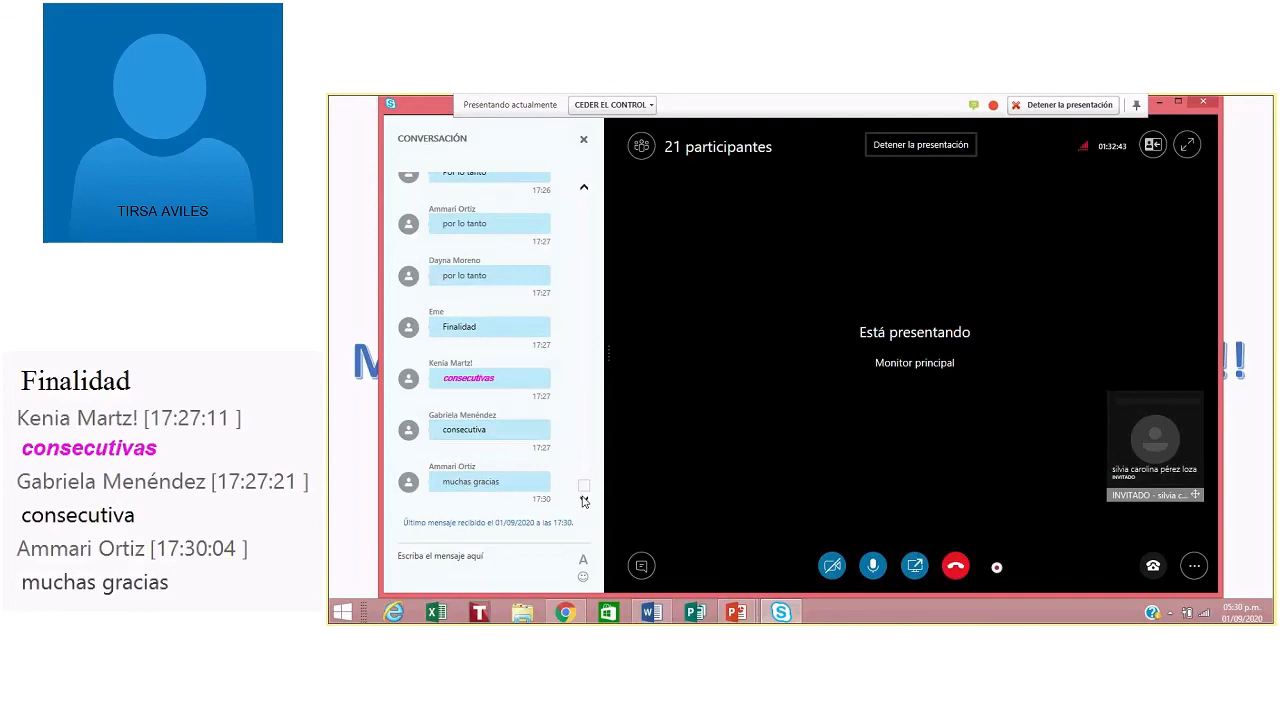 TIRSA AVILES
Finalidad
Kenia Martz! [17:27:11 ]
consecutivas
Gabriela Menéndez [17:27:21 ]
consecutiva
Ammari Ortiz [17:30:04 ]
muchas gracias
Presentando actualmente
CEDER EL CONTROL
Detener la presentación
CONVERSACIÓN
Por lo tanto
17:26
Ammari Ortiz
por lo tanto
17:27
Dayna Moreno
por lo tanto
17:27
Eme
Finalidad
17:27
Kenia Martz!
consecutivas
17:27
Gabriela Menéndez
consecutiva
17:27
Ammari Ortiz
muchas gracias
17:30
Último mensaje recibido el 01/09/2020 a las 17:30.
Escriba el mensaje aquí
A
21 participantes
Detener la presentación
01:32:43
Está presentando
Monitor principal
silvia carolina pérez loza
INVITADO
INVITADO - silvia c...
M
!!
05:30 p.m.
01/09/2020